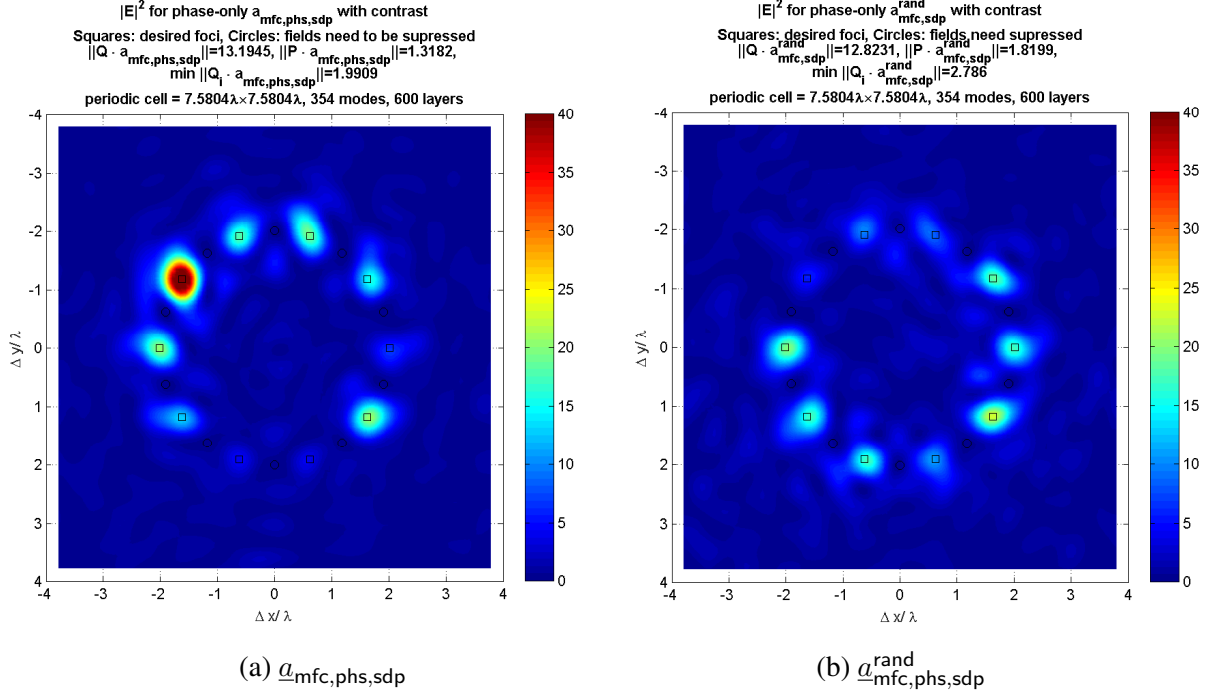 |E|² for phase-only a_mfc,phs,sdp with contrast
Squares: desired foci, Circles: fields need to be supressed
||Q · a_mfc,phs,sdp||=13.1945, ||P · a_mfc,phs,sdp||=1.3182,
min ||Q_i · a_mfc,phs,sdp||=1.9909
periodic cell = 7.5804λ×7.5804λ, 354 modes, 600 layers
-4
-3
-2
-1
0
1
2
3
4
Δ y/ λ
-4 -3 -2 -1 0 1 2 3 4
Δ x/ λ
40
35
30
25
20
15
10
5
0
(a) a_mfc,phs,sdp
|E|² for phase-only a^rand_mfc,sdp with contrast
Squares: desired foci, Circles: fields need supressed
||Q · a^rand_mfc,sdp||=12.8231, ||P · a^rand_mfc,sdp||=1.8199,
min ||Q_i · a^rand_mfc,sdp||=2.786
periodic cell = 7.5804λ×7.5804λ, 354 modes, 600 layers
-4
-3
-2
-1
0
1
2
3
4
Δ y/ λ
-4 -3 -2 -1 0 1 2 3 4
Δ x/ λ
40
35
30
25
20
15
10
5
0
(b) a^rand_mfc,phs,sdp